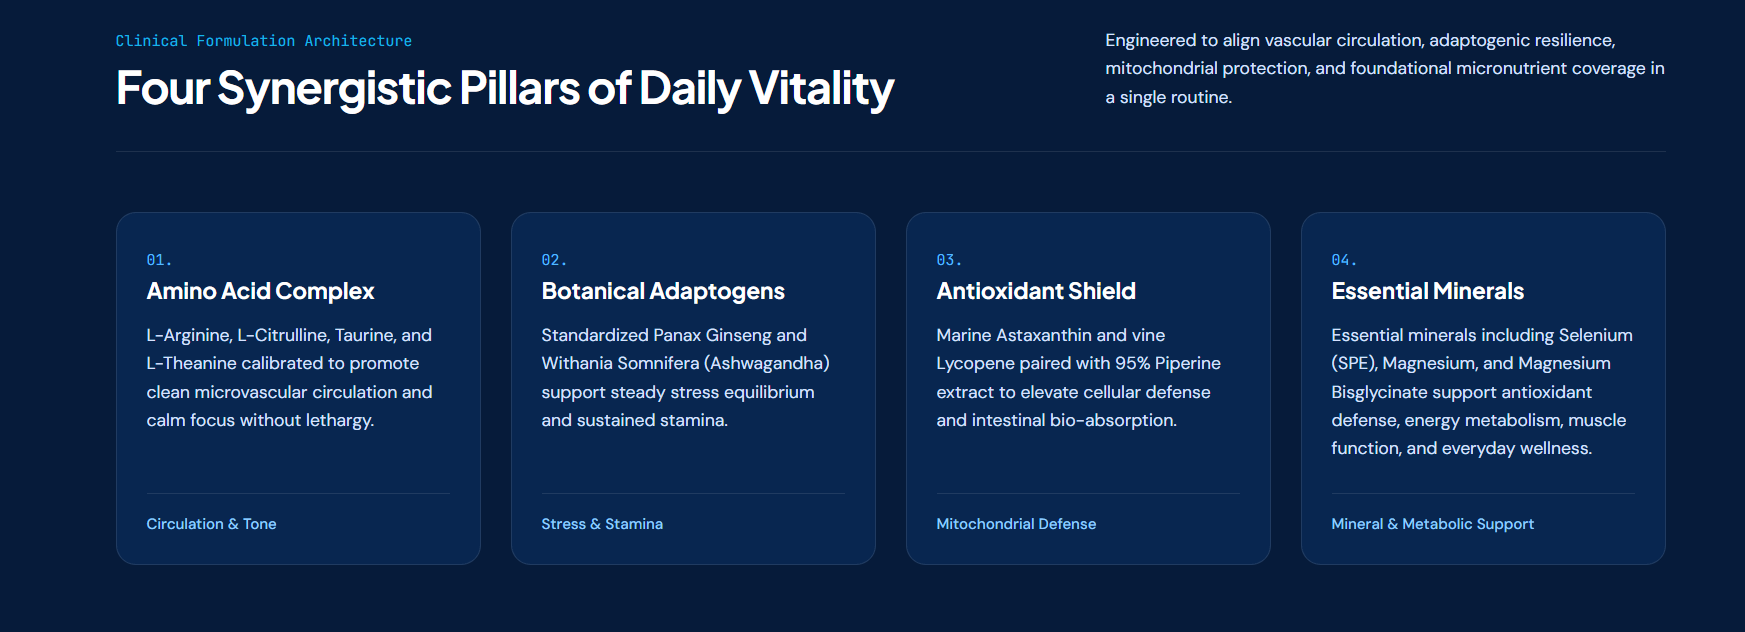 Clinical Formulation Architecture
Four Synergistic Pillars of Daily Vitality
Engineered to align vascular circulation, adaptogenic resilience,
mitochondrial protection, and foundational micronutrient coverage in
a single routine.
01.
Amino Acid Complex
L-Arginine, L-Citrulline, Taurine, and
L-Theanine calibrated to promote
clean microvascular circulation and
calm focus without lethargy.
Circulation & Tone
02.
Botanical Adaptogens
Standardized Panax Ginseng and
Withania Somnifera (Ashwagandha)
support steady stress equilibrium
and sustained stamina.
Stress & Stamina
03.
Antioxidant Shield
Marine Astaxanthin and vine
Lycopene paired with 95% Piperine
extract to elevate cellular defense
and intestinal bio-absorption.
Mitochondrial Defense
04.
Essential Minerals
Essential minerals including Selenium
(SPE), Magnesium, and Magnesium
Bisglycinate support antioxidant
defense, energy metabolism, muscle
function, and everyday wellness.
Mineral & Metabolic Support